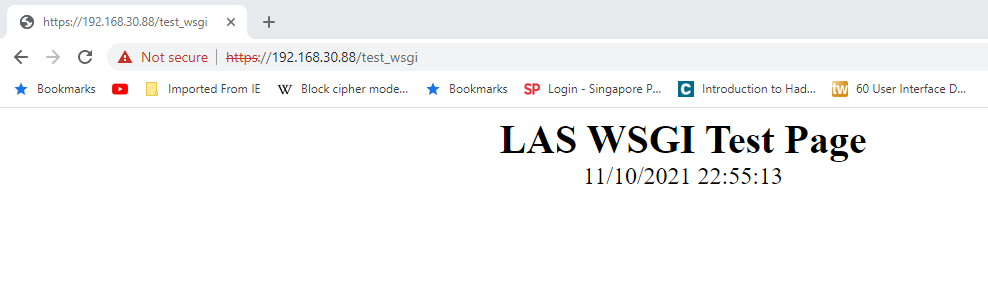 https://192.168.30.88/test_wsgi
Not secure https://192.168.30.88/test_wsgi
Bookmarks Imported From IE W Block cipher mode... Bookmarks SP Login - Singapore P... C Introduction to Had... tw 60 User Interface D...
LAS WSGI Test Page
11/10/2021 22:55:13